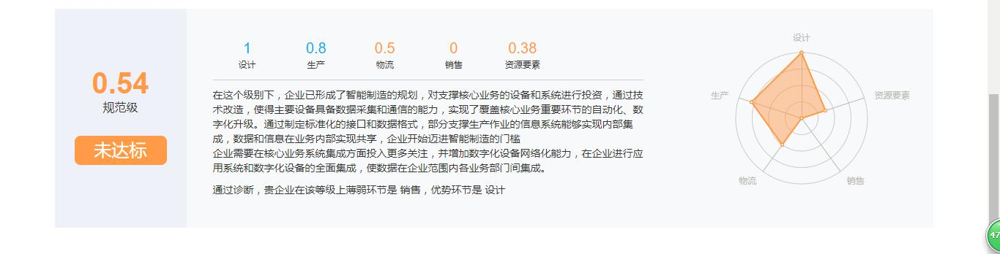 0.54
规范级
未达标
1 0.8 0.5 0 0.38
设计 生产 物流 销售 资源要素
在这个级别下，企业已形成了智能制造的规划，对支撑核心业务的设备和系统进行投资，通过技
术改造，使得主要设备具备数据采集和通信的能力，实现了覆盖核心业务重要环节的自动化、数
字化升级。通过制定标准化的接口和数据格式，部分支撑生产作业的信息系统能够实现内部集
成，数据和信息在业务内部实现共享，企业开始迈进智能制造的门槛
企业需要在核心业务系统集成方面投入更多关注，并增加数字化设备网络化能力，在企业进行应
用系统和数字化设备的全面集成，使数据在企业范围内各业务部门间集成。
通过诊断，贵企业在该等级上薄弱环节是 销售，优势环节是 设计
设计
生产
资源要素
物流
销售